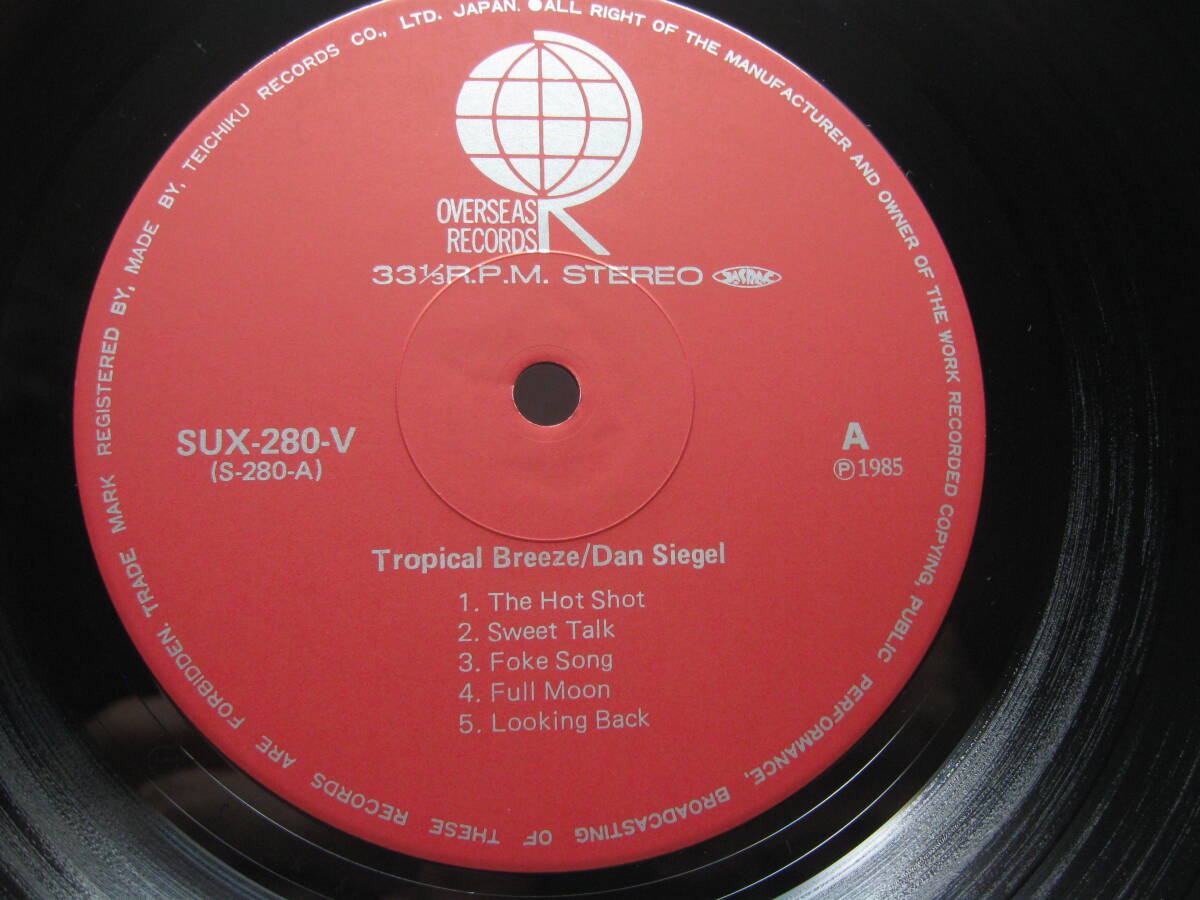 ●ALL RIGHT OF THE MANUFACTURER AND OWNER OF THE WORK RECORDED COPYING, PUBLIC PERFORMANCE, BROADCASTING OF THESE RECORDS ARE FORBIDDEN. TRADE MARK REGISTERED BY, MADE BY, TEICHIKU RECORDS CO., LTD. JAPAN.
R
OVERSEAS
RECORDS
33⅓R.P.M. STEREO JASRAC
SUX-280-V
(S-280-A)
A
Ⓟ1985
Tropical Breeze/Dan Siegel
1. The Hot Shot
2. Sweet Talk
3. Foke Song
4. Full Moon
5. Looking Back